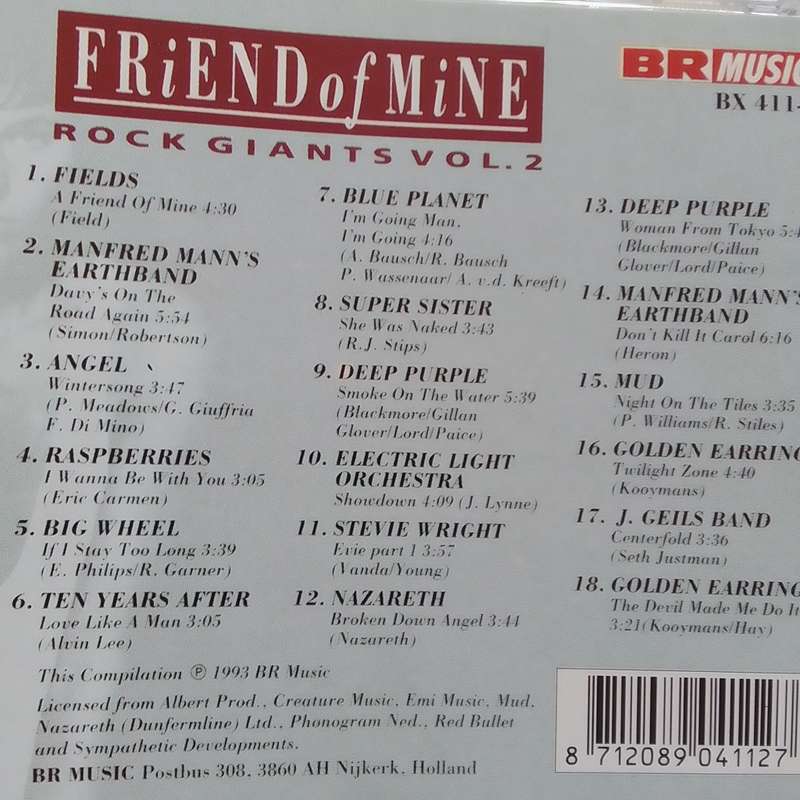 FRiEND of MiNE
ROCK GIANTS VOL. 2
BR MUSIC
BX 411-
1. FIELDS
A Friend Of Mine 4:30
(Field)
2. MANFRED MANN'S
EARTHBAND
Davy's On The
Road Again 5:54
(Simon/Robertson)
3. ANGEL
Wintersong 3:47
(P. Meadows/G. Giuffria
F. Di Mino)
4. RASPBERRIES
I Wanna Be With You 3:05
(Eric Carmen)
5. BIG WHEEL
If I Stay Too Long 3:39
(E. Philips/R. Garner)
6. TEN YEARS AFTER
Love Like A Man 3:05
(Alvin Lee)
7. BLUE PLANET
I'm Going Man,
I'm Going 4:16
(A. Bausch/R. Bausch
P. Wassenaar/ A. v.d. Kreeft)
8. SUPER SISTER
She Was Naked 3:43
(R.J. Stips)
9. DEEP PURPLE
Smoke On The Water 5:39
(Blackmore/Gillan
Glover/Lord/Paice)
10. ELECTRIC LIGHT
ORCHESTRA
Showdown 4:09 (J. Lynne)
11. STEVIE WRIGHT
Evie part 1 3:57
(Vanda/Young)
12. NAZARETH
Broken Down Angel 3:44
(Nazareth)
13. DEEP PURPLE
Woman From Tokyo 5:4
(Blackmore/Gillan
Glover/Lord/Paice)
14. MANFRED MANN'S
EARTHBAND
Don't Kill It Carol 6:16
(Heron)
15. MUD
Night On The Tiles 3:35
(P. Williams/R. Stiles)
16. GOLDEN EARRING
Twilight Zone 4:40
(Kooymans)
17. J. GEILS BAND
Centerfold 3:36
(Seth Justman)
18. GOLDEN EARRING
The Devil Made Me Do It
3:21(Kooymans/Hay)
This Compilation ℗ 1993 BR Music
Licensed from Albert Prod., Creature Music, Emi Music, Mud,
Nazareth (Dunfermline) Ltd., Phonogram Ned., Red Bullet
and Sympathetic Developments.
BR MUSIC Postbus 308, 3860 AH Nijkerk, Holland
8 712089 041127